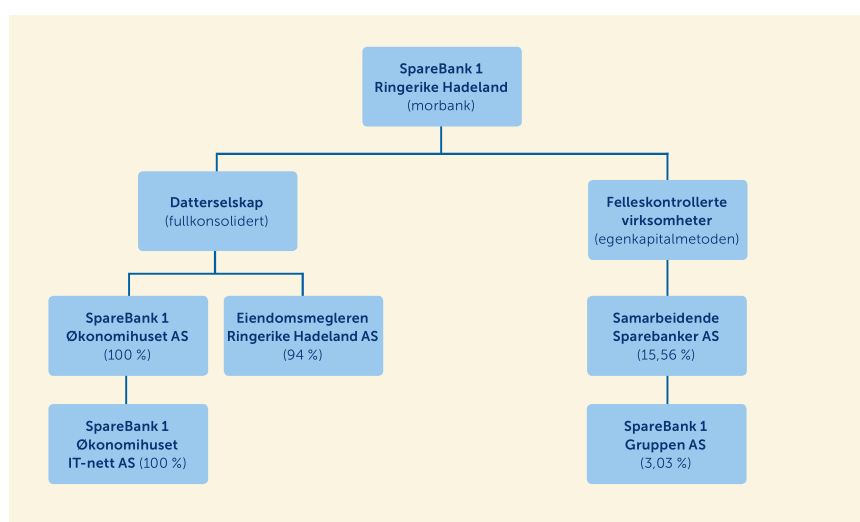 SpareBank 1
Ringerike Hadeland
(morbank)
Datterselskap
(fullkonsolidert)
Felleskontrollerte
virksomheter
(egenkapitalmetoden)
SpareBank 1
Økonomihuset AS
(100 %)
Eiendomsmegleren
Ringerike Hadeland AS
(94 %)
Samarbeidende
Sparebanker AS
(15,56 %)
SpareBank 1
Økonomihuset
IT-nett AS (100 %)
SpareBank 1
Gruppen AS
(3,03 %)